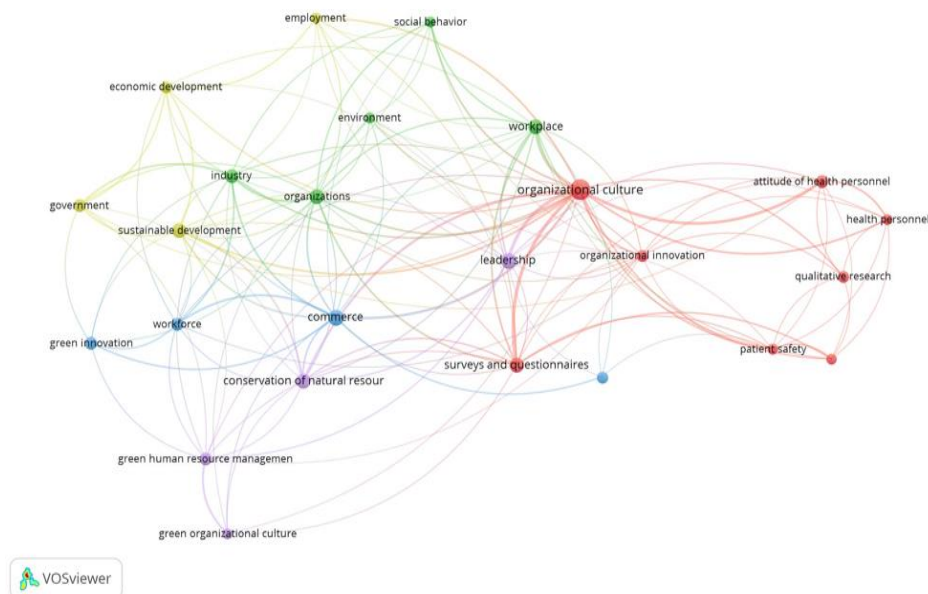 employment
social behavior
economic development
environment
workplace
industry
organizational culture
attitude of health personnel
organizations
government
health personnel
sustainable development
leadership
organizational innovation
qualitative research
commerce
workforce
green innovation
patient safety
surveys and questionnaires
conservation of natural resour
green human resource managemen
green organizational culture
VOSviewer